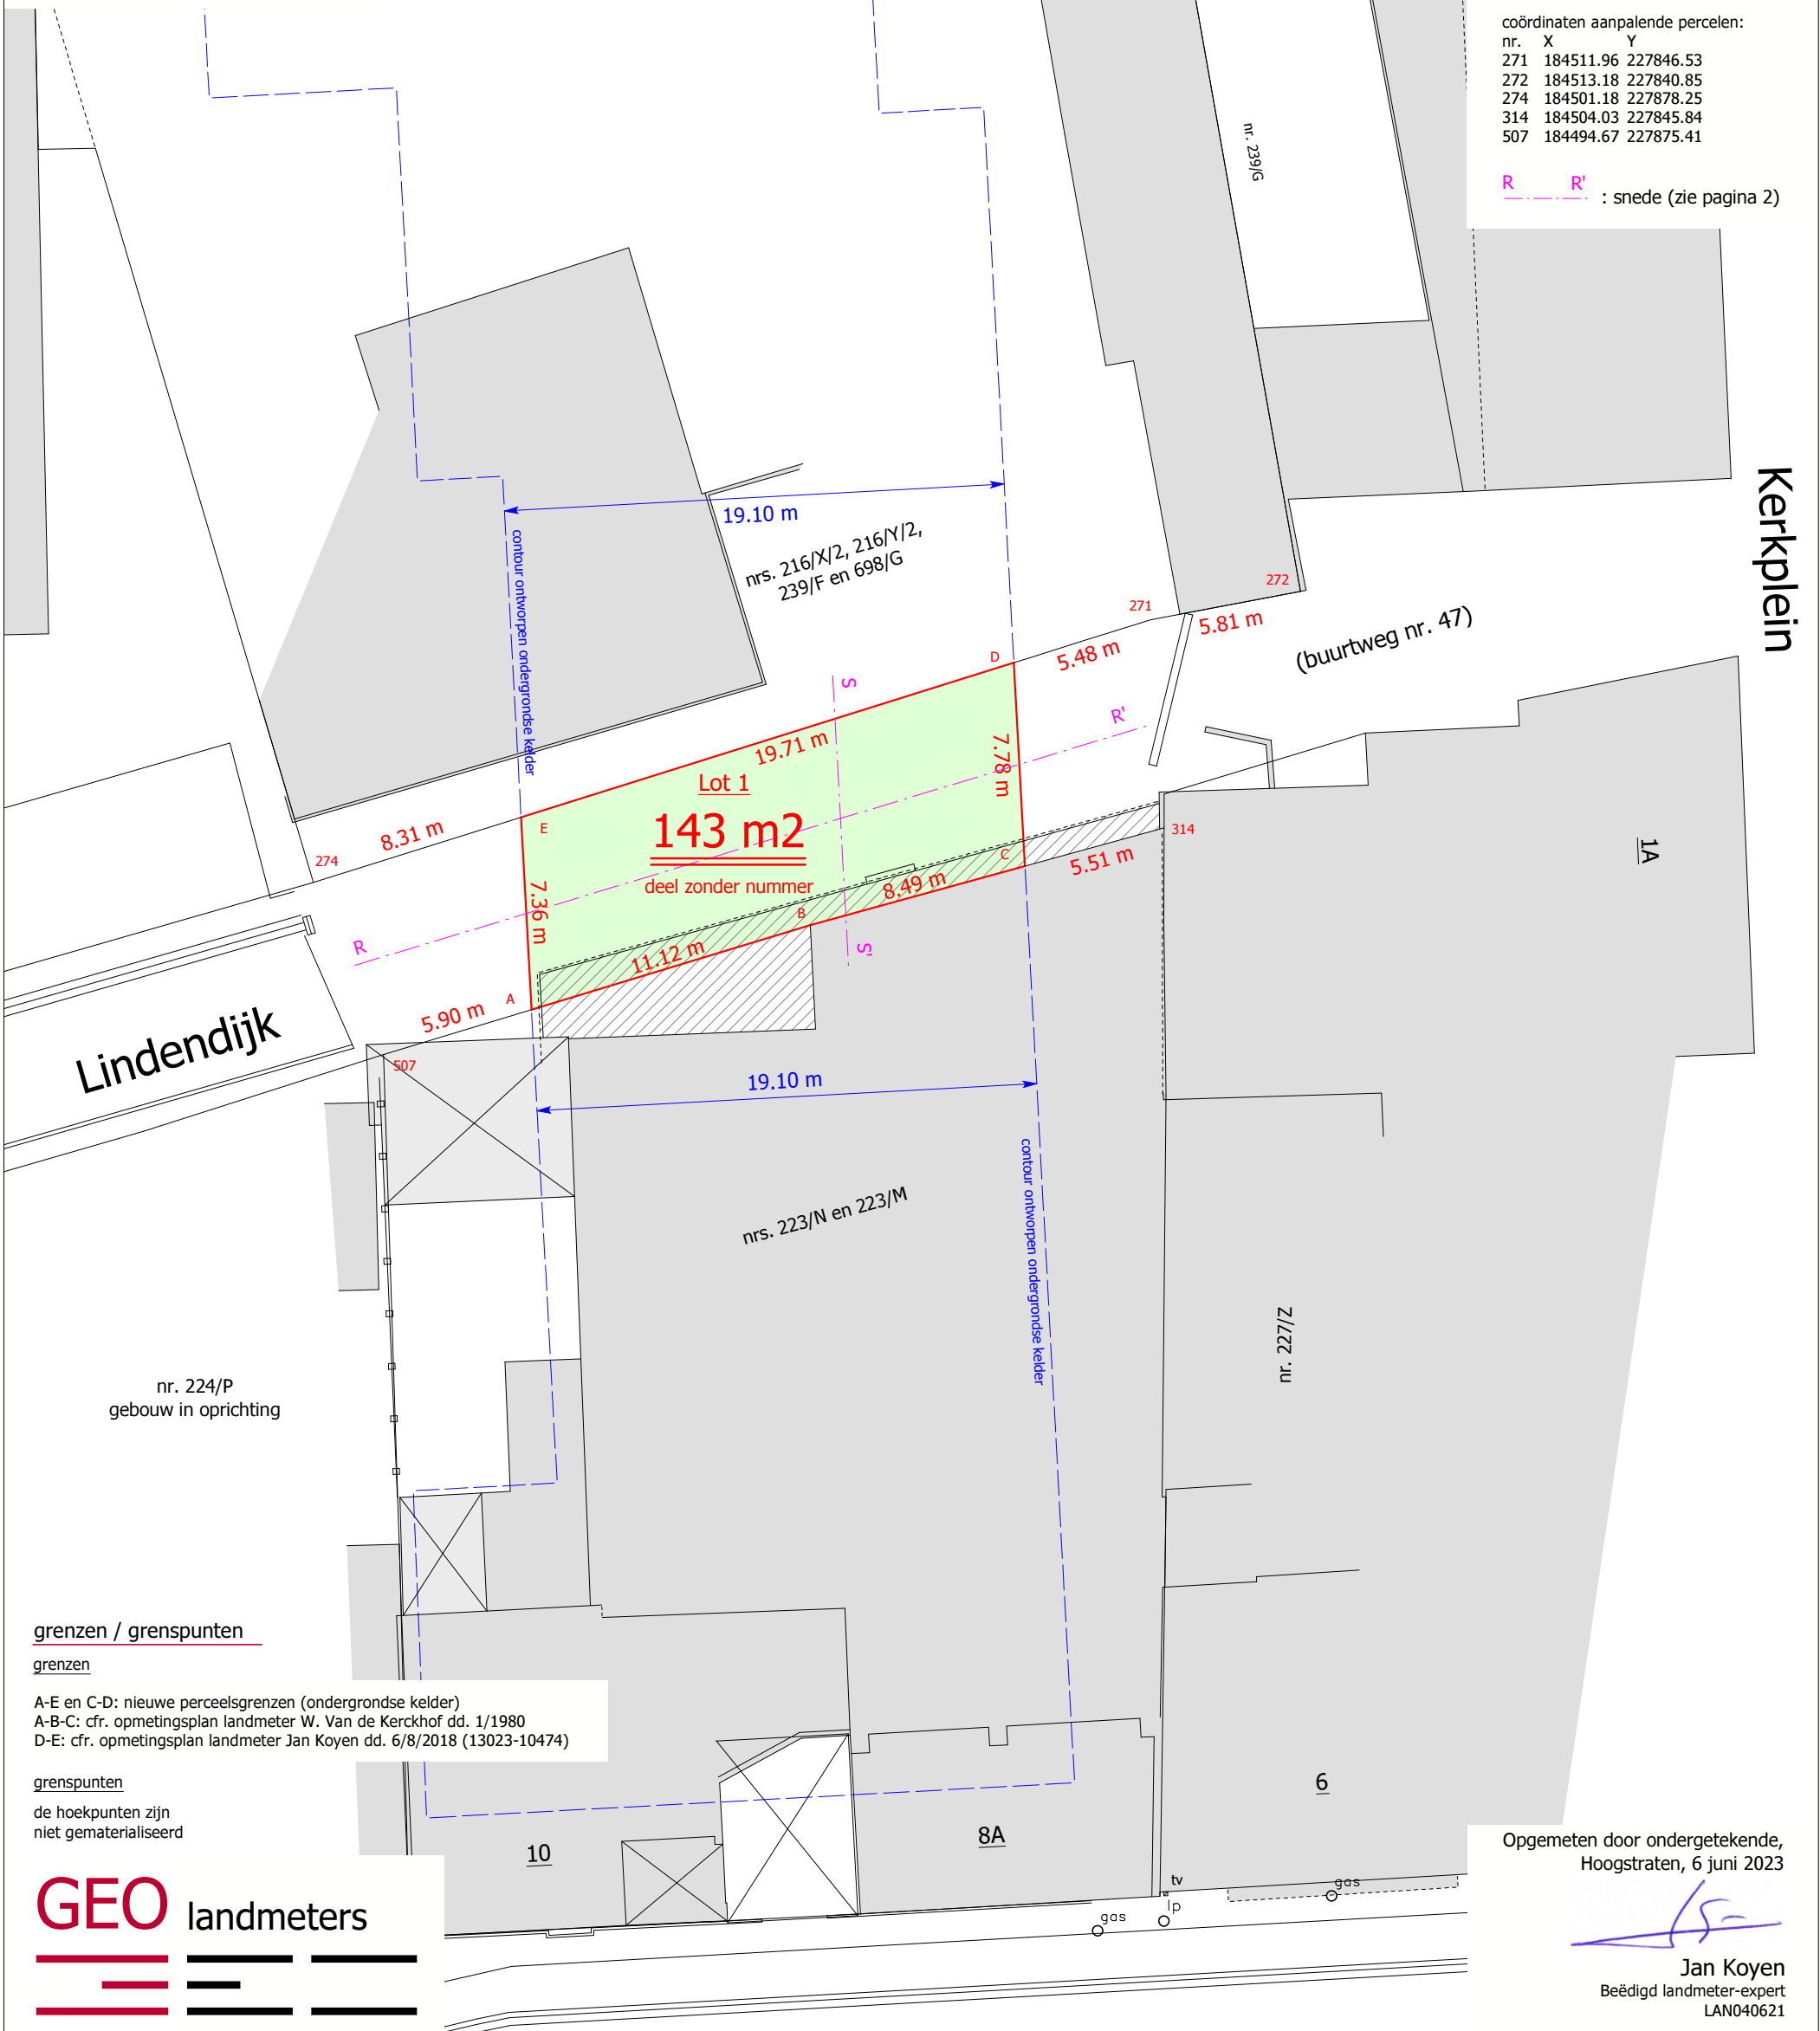 coördinaten aanpalende percelen:
nr. X Y
271 184511.96 227846.53
272 184513.18 227840.85
274 184501.18 227878.25
314 184504.03 227845.84
507 184494.67 227875.41
R R' : snede (zie pagina 2)
nr. 239/G
Kerkplein
19.10 m
contour ontworpen ondergrondse kelder
nrs. 216/X/2, 216/Y/2,
239/F en 698/G
272
271
5.81 m
(buurtweg nr. 47)
5.48 m
D
S
R'
19.71 m
7.78 m
Lot 1
143 m2
deel zonder nummer
E
8.31 m
274
314
C
5.51 m
1A
8.49 m
B
7.36 m
R
S'
11.12 m
A
5.90 m
Lindendijk
507
19.10 m
contour ontworpen ondergrondse kelder
nrs. 223/N en 223/M
nr. 227/Z
nr. 224/P
gebouw in oprichting
grenzen / grenspunten
grenzen
A-E en C-D: nieuwe perceelsgrenzen (ondergrondse kelder)
A-B-C: cfr. opmetingsplan landmeter W. Van de Kerckhof dd. 1/1980
D-E: cfr. opmetingsplan landmeter Jan Koyen dd. 6/8/2018 (13023-10474)
grenspunten
de hoekpunten zijn
niet gematerialiseerd
6
8A
10
tv
gas
lp
gas
GEO landmeters
Opgemeten door ondergetekende,
Hoogstraten, 6 juni 2023
Jan Koyen
Beëdigd landmeter-expert
LAN040621